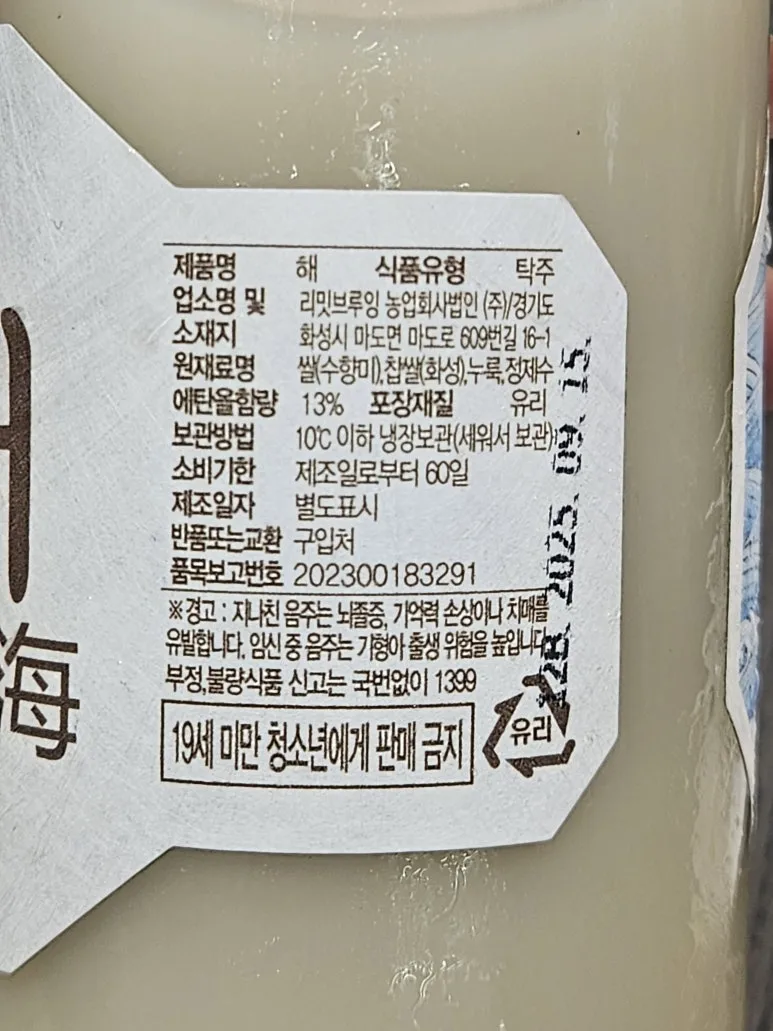 제품명 해 식품유형 탁주
업소명 및 리밋브루잉 농업회사법인 (주)/경기도
소재지 화성시 마도면 마도로 609번길 16-1
원재료명 쌀(수향미),찹쌀(화성),누룩,정제수
에탄올함량 13% 포장재질 유리
보관방법 10℃ 이하 냉장보관(세워서 보관)
소비기한 제조일로부터 60일
제조일자 별도표시
반품또는교환 구입처
품목보고번호 202300183291
※경고 : 지나친 음주는 뇌졸증, 기억력 손상이나 치매를
유발합니다. 임신 중 음주는 기형아 출생 위험을 높입니다.
부정,불량식품 신고는 국번없이 1399
19세 미만 청소년에게 판매 금지
유리
2025. 09. 15.
海